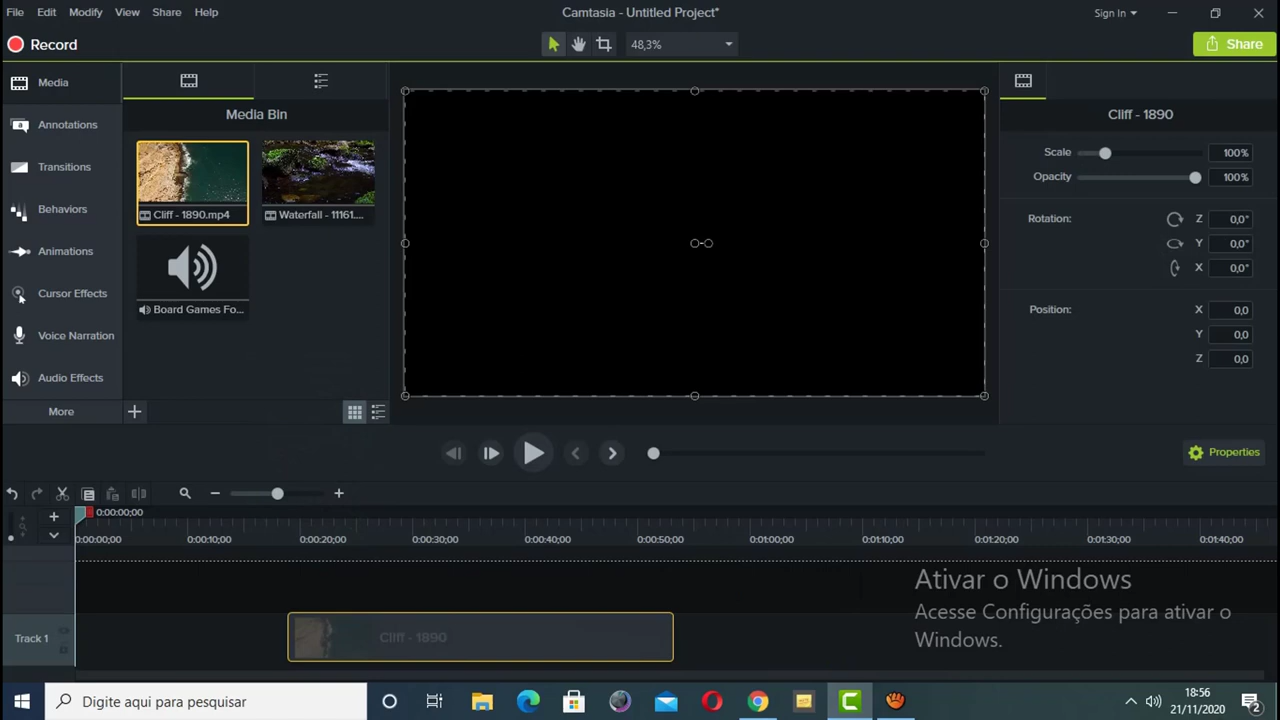 File Edit Modify View Share Help
Camtasia - Untitled Project*
Sign In
Record
48,3%
Share
Media
Annotations
Transitions
Behaviors
Animations
Cursor Effects
Voice Narration
Audio Effects
More
Media Bin
Cliff - 1890.mp4
Waterfall - 11161....
Board Games Fo...
Cliff - 1890
Scale 100%
Opacity 100%
Rotation: Z 0,0°
Y 0,0°
X 0,0°
Position: X 0,0
Y 0,0
Z 0,0
Properties
0:00:00;00
0:00:00;00 0:00:10;00 0:00:20;00 0:00:30;00 0:00:40;00 0:00:50;00 0:01:00;00 0:01:10;00 0:01:20;00 0:01:30;00 0:01:40;00
Track 1
Cliff - 1890
Ativar o Windows
Acesse Configurações para ativar o
Windows.
Digite aqui para pesquisar
18:56
21/11/2020
2